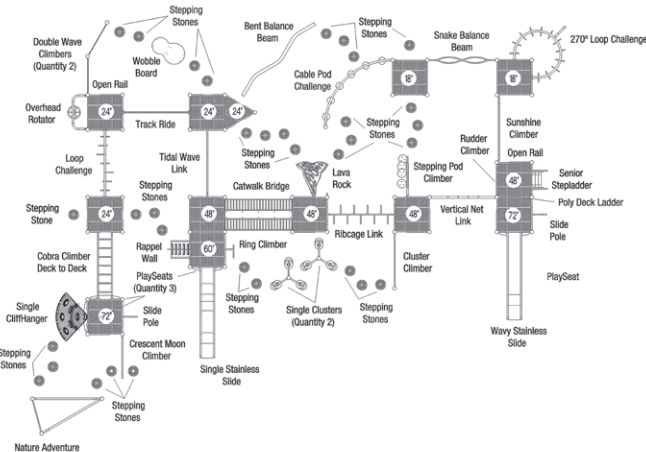 Stepping
Stones
Bent Balance
Beam
Stepping
Stones
Snake Balance
Beam
270° Loop Challenge
Double Wave
Climbers
(Quantity 2)
Wobble
Board
Open Rail
Cable Pod
Challenge
18"
18"
Overhead
Rotator
24"
24"
24"
Track Ride
Stepping
Stones
Sunshine
Climber
Rudder
Climber
Open Rail
Loop
Challenge
Tidal Wave
Link
Stepping
Stones
Lava
Rock
Stepping Pod
Climber
48"
Senior
Stepladder
Stepping
Stones
Catwalk Bridge
Poly Deck Ladder
Stepping
Stone
24"
48"
48"
48"
Vertical Net
Link
72"
Slide
Pole
Ribcage Link
Cobra Climber
Deck to Deck
Rappel
Wall
60"
Ring Climber
Cluster
Climber
PlaySeats
(Quantity 3)
PlaySeat
Single
CliffHanger
72"
Slide
Pole
Stepping
Stones
Single Clusters
(Quantity 2)
Stepping
Stones
Wavy Stainless
Slide
Crescent Moon
Climber
Stepping
Stones
Single Stainless
Slide
Stepping
Stones
Nature Adventure